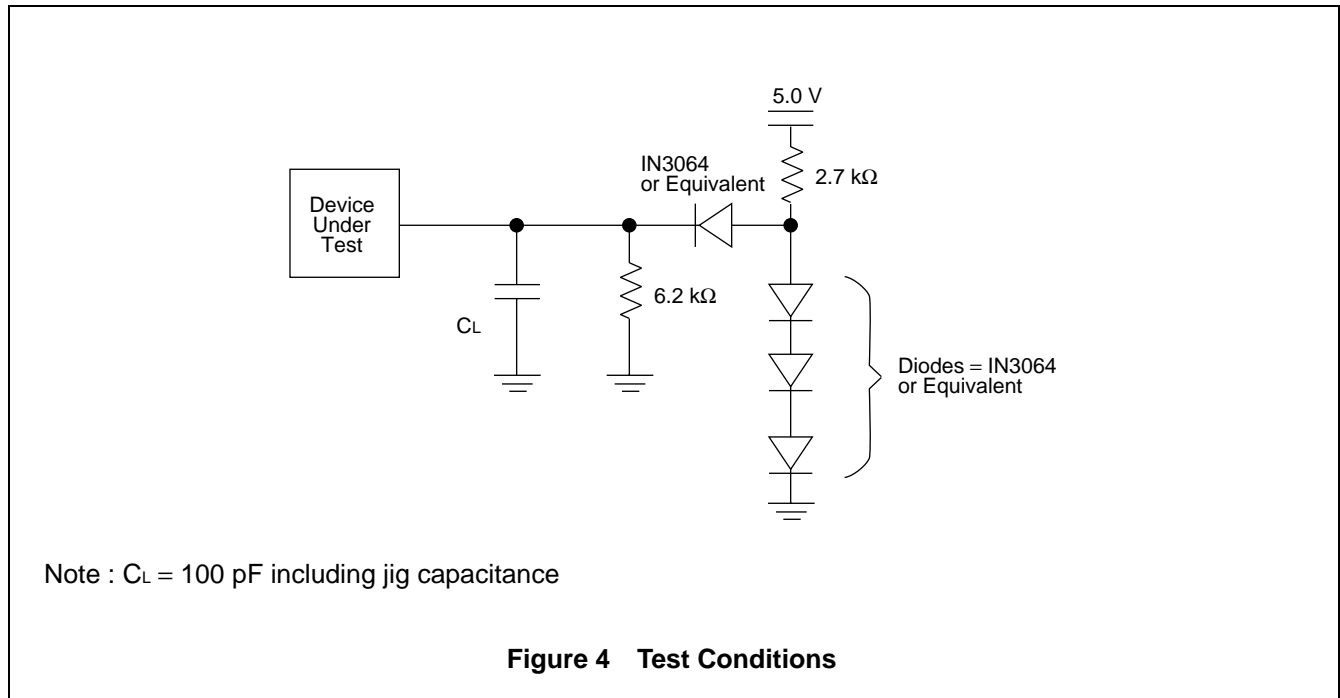 5.0 V
IN3064
or Equivalent
2.7 kΩ
Device
Under
Test
6.2 kΩ
CL
Diodes = IN3064
or Equivalent
Note : CL = 100 pF including jig capacitance
Figure 4 Test Conditions